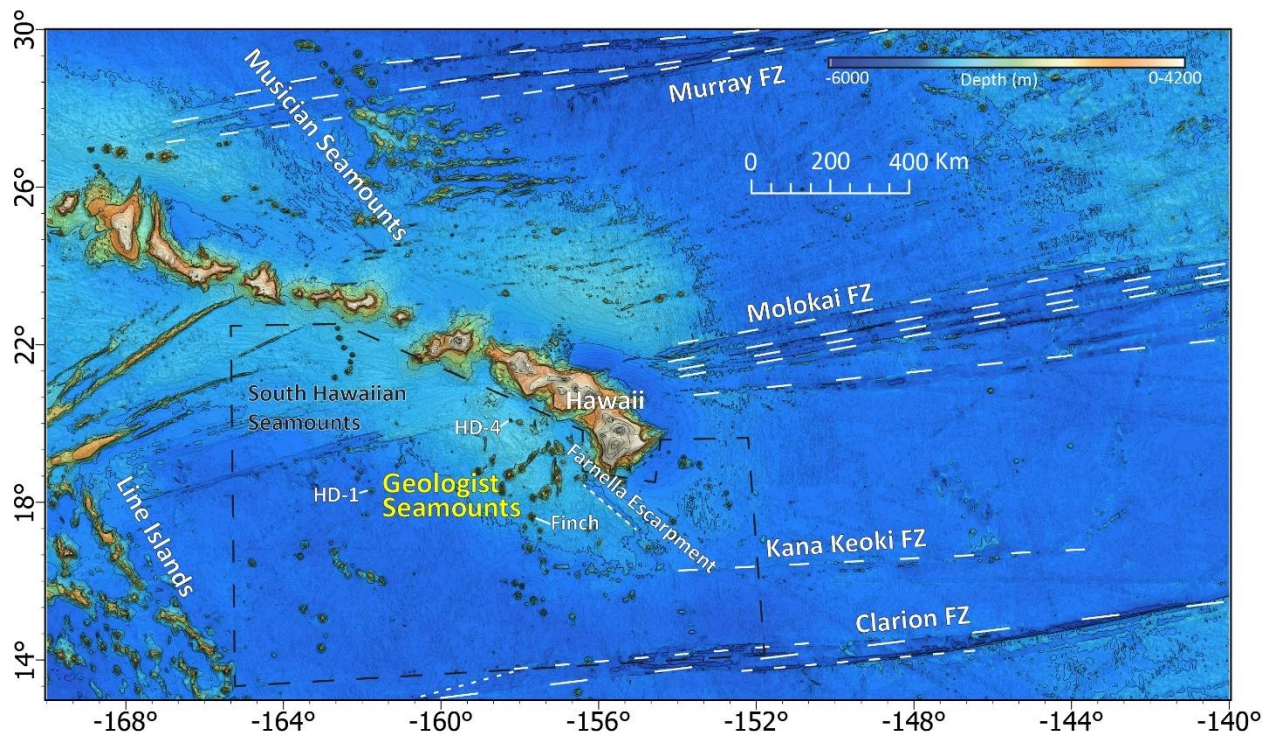 30°
26°
22°
18°
14°
Musician Seamounts
Murray FZ
-6000
Depth (m)
0-4200
0 200 400 Km
Molokai FZ
Hawaii
South Hawaiian
Seamounts
HD-4
HD-1
Geologist
Seamounts
Finch
Farnella Escarpment
Line Islands
Kana Keoki FZ
Clarion FZ
-168° -164° -160° -156° -152° -148° -144° -140°